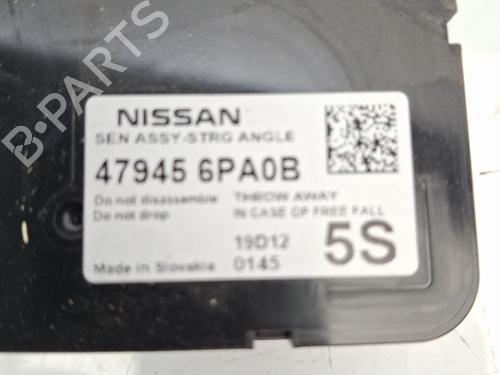 NISSAN
SEN ASSY-STRG ANGLE
47945 6PA0B
Do not disassemble THROW AWAY
Do not drop IN CASE OF FREE FALL
19D12 5S
Made in Slovakia 0145